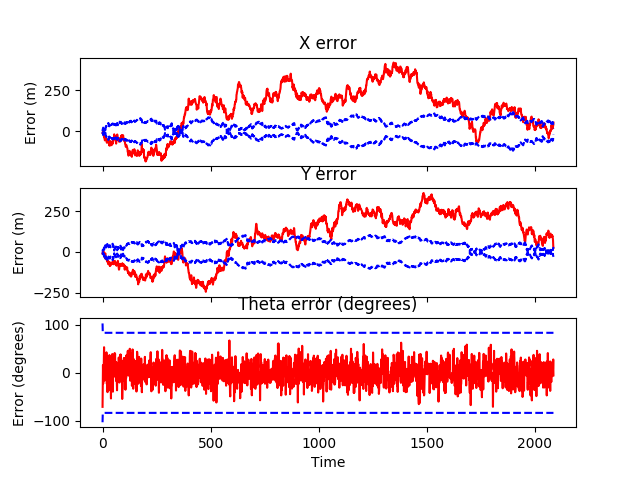 X error
Error (m)
250
0
Y error
Error (m)
250
0
−250
Theta error (degrees)
Error (degrees)
100
0
−100
0
500
1000
1500
2000
Time